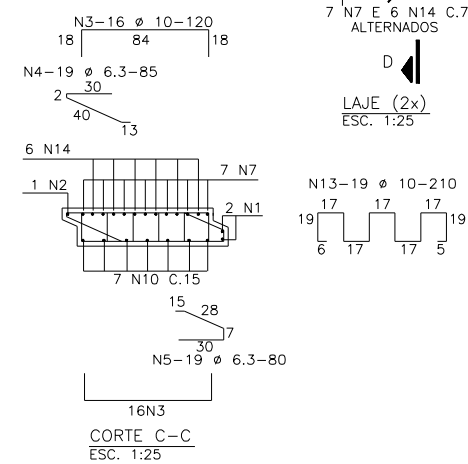 N3-16 ø 10-120
18
84
18
7 N7 E 6 N14 C.7
ALTERNADOS
D
LAJE (2x)
ESC. 1:25
N4-19 ø 6.3-85
30
2
40
13
6 N14
7 N7
1 N2
2 N1
7 N10 C.15
N13-19 ø 10-210
17
17
17
19
19
6
17
17
5
15
28
7
30
N5-19 ø 6.3-80
16N3
CORTE C-C
ESC. 1:25